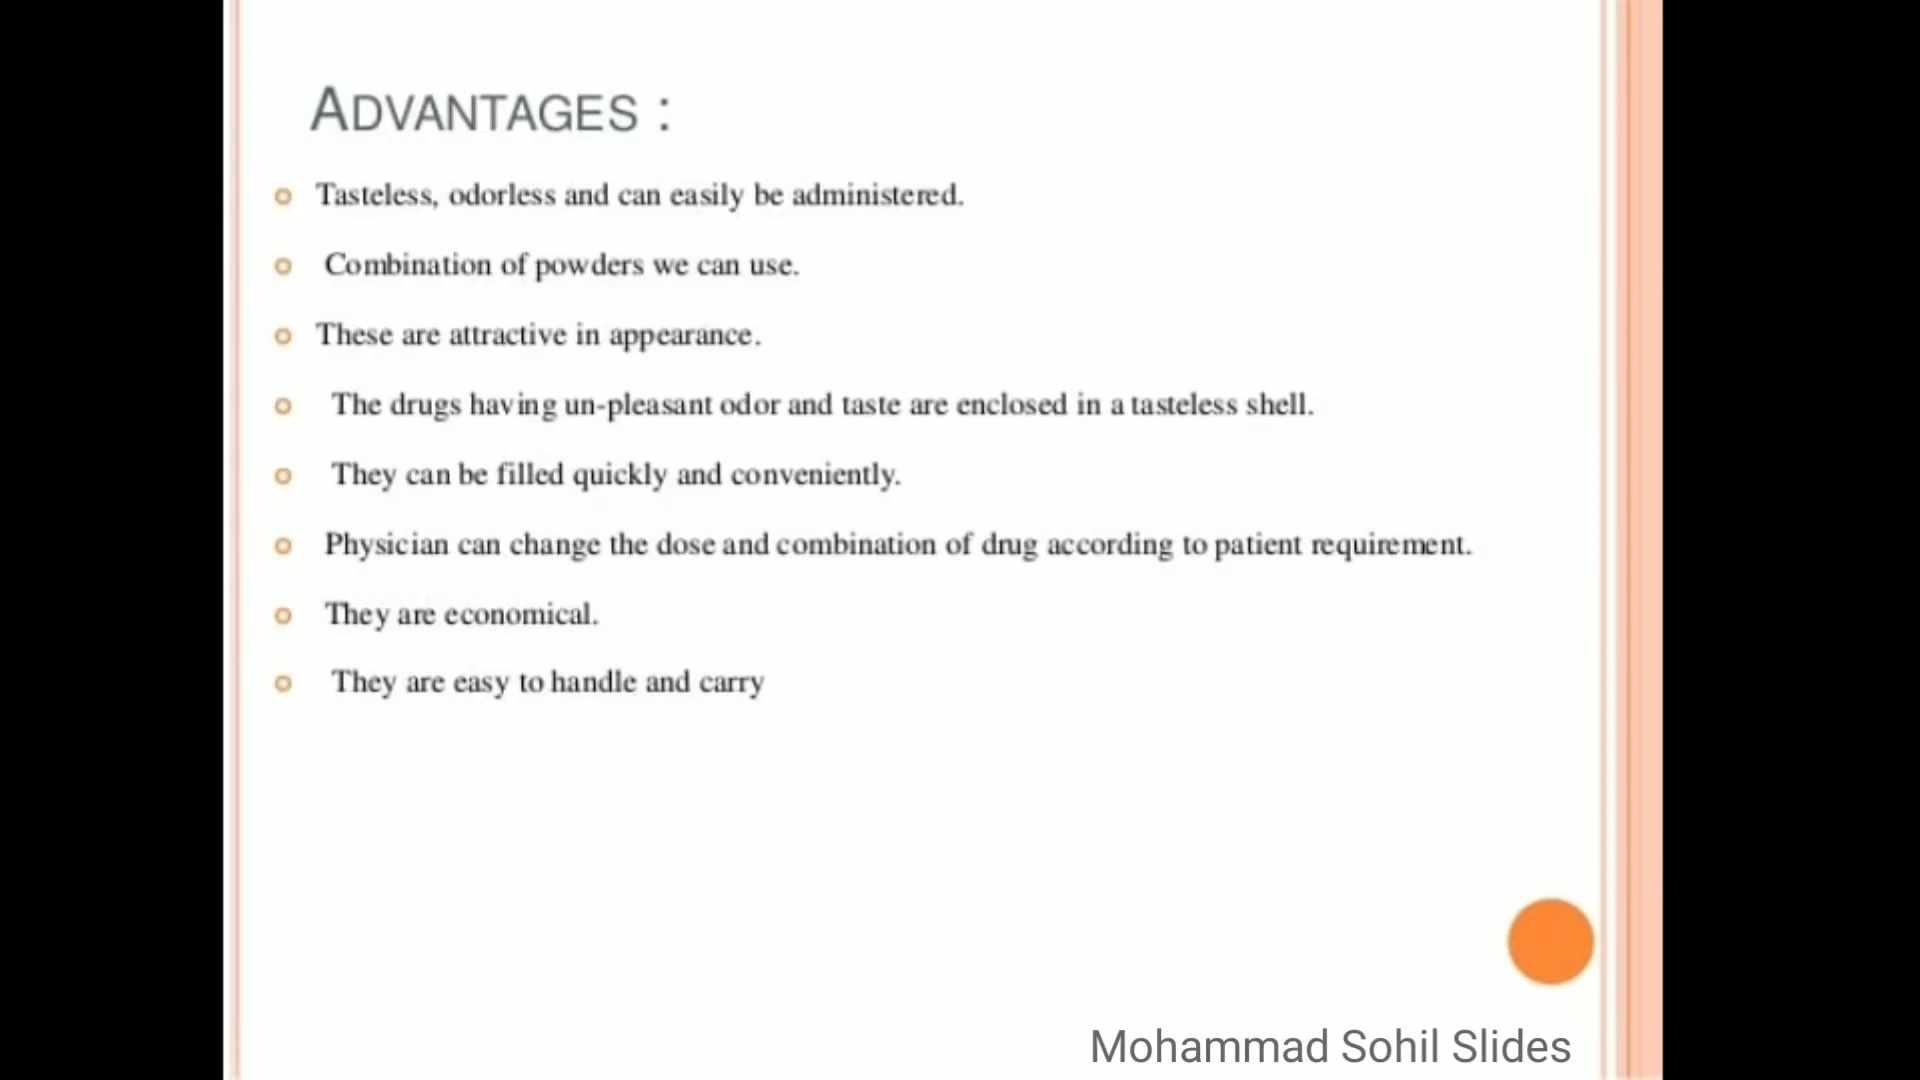 ADVANTAGES :
Tasteless, odorless and can easily be administered.
Combination of powders we can use.
These are attractive in appearance.
The drugs having un-pleasant odor and taste are enclosed in a tasteless shell.
They can be filled quickly and conveniently.
Physician can change the dose and combination of drug according to patient requirement.
They are economical.
They are easy to handle and carry
Mohammad Sohil Slides